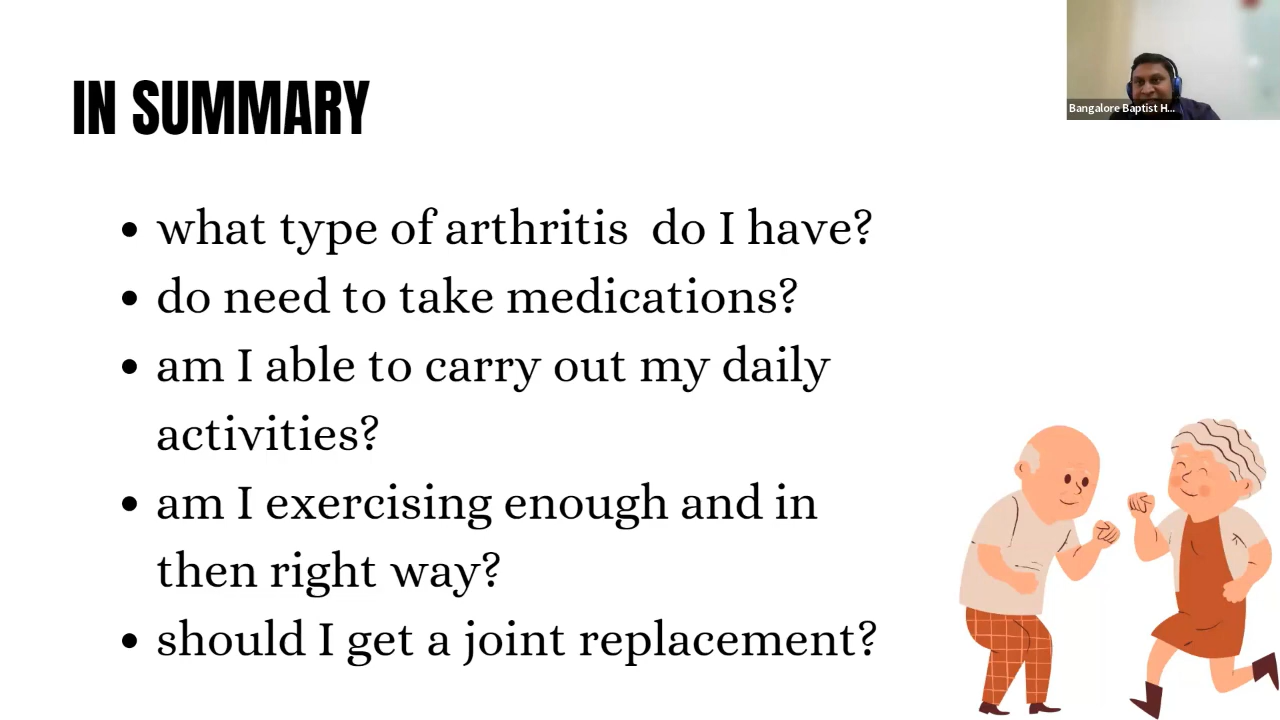 IN SUMMARY
Bangalore Baptist H...
what type of arthritis do I have?
do need to take medications?
am I able to carry out my daily
activities?
am I exercising enough and in
then right way?
should I get a joint replacement?